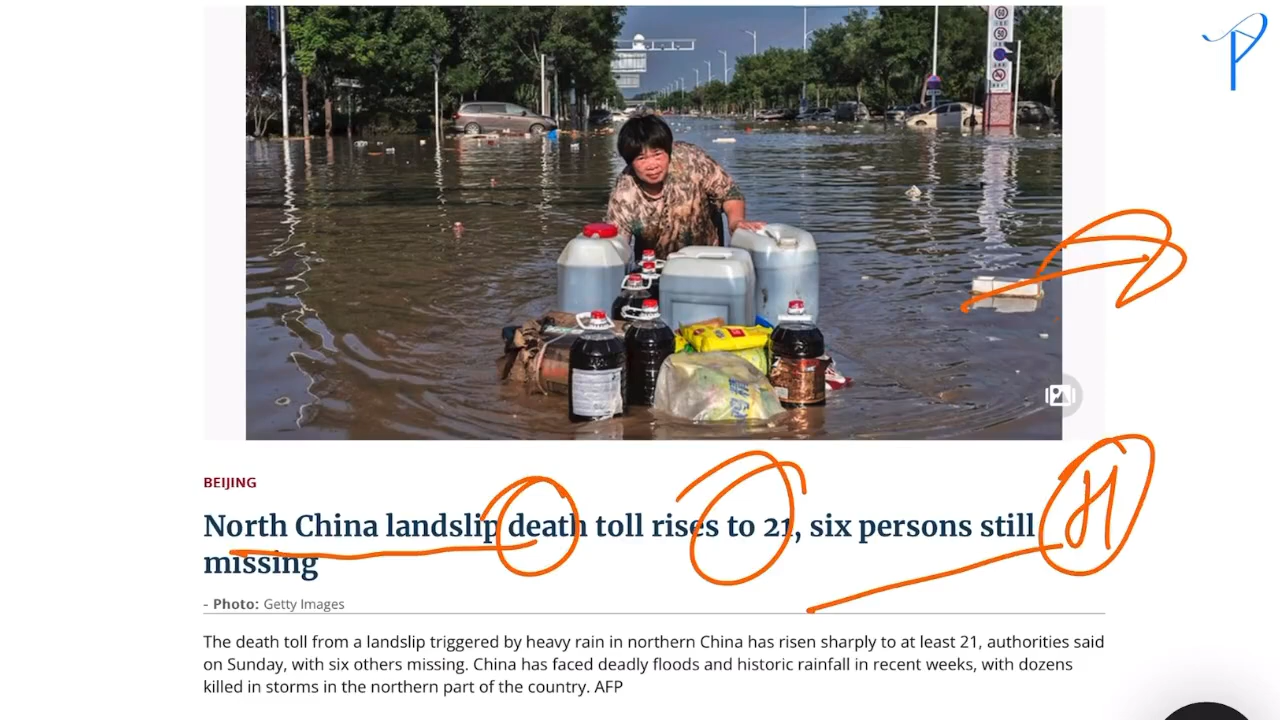 BEIJING
North China landslip death toll rises to 21, six persons still
missing
- Photo: Getty Images
The death toll from a landslip triggered by heavy rain in northern China has risen sharply to at least 21, authorities said
on Sunday, with six others missing. China has faced deadly floods and historic rainfall in recent weeks, with dozens
killed in storms in the northern part of the country. AFP